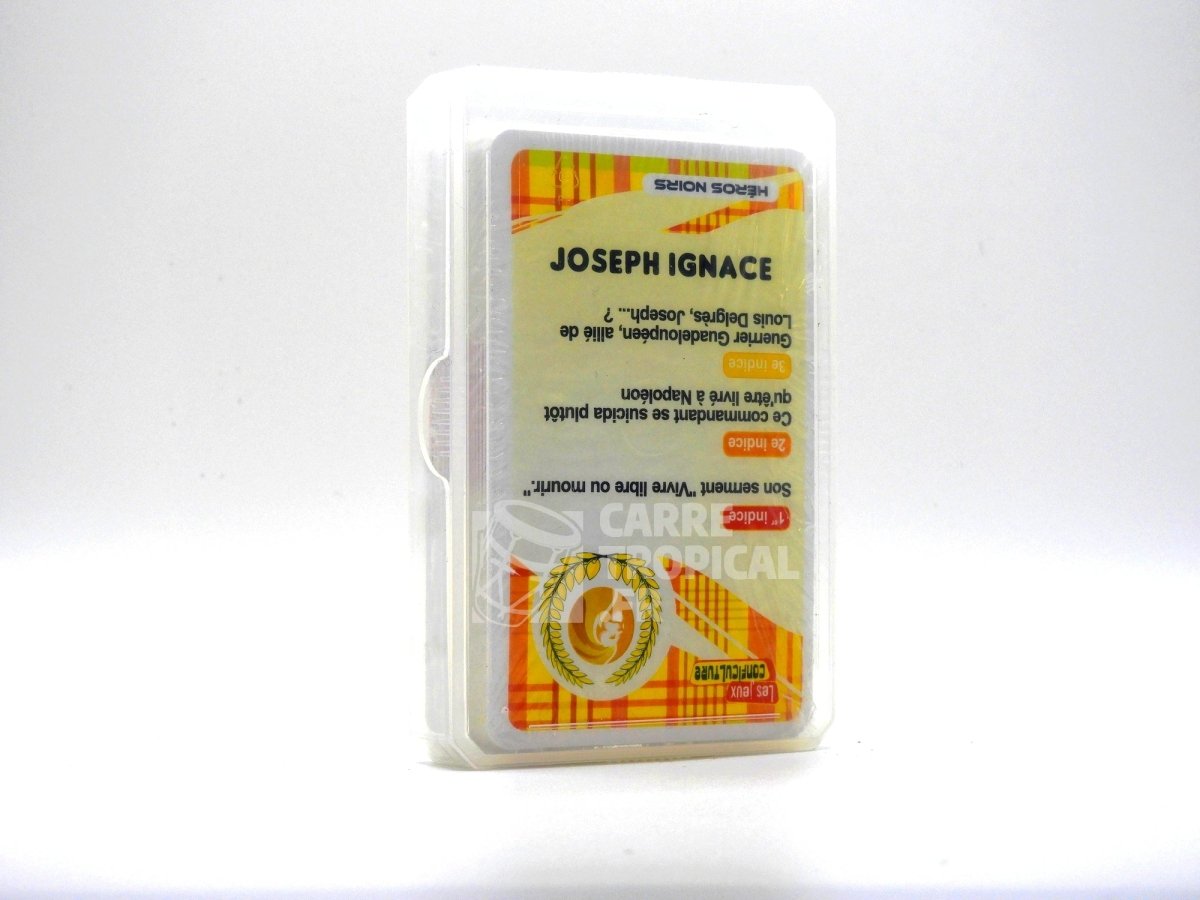 Les jeux
CONFICULTURE
1er indice
Son serment "Vivre libre ou mourir."
2e indice
Ce commandant se suicida plutôt
qu'être livré à Napoléon
3e indice
Guerrier Guadeloupéen, allié de
Louis Delgrès, Joseph... ?
JOSEPH IGNACE
HÉROS NOIRS
CARRE
TROPICAL
.FR